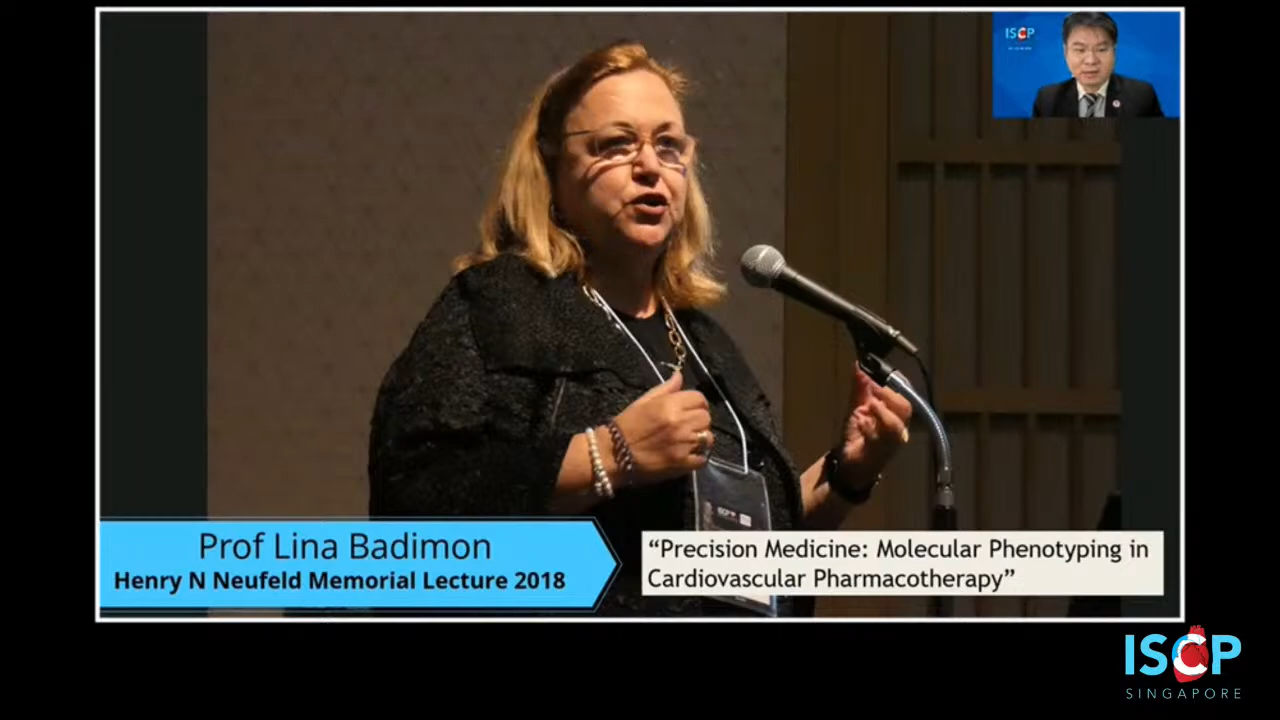 ISCP
Prof Lina Badimon
Henry N Neufeld Memorial Lecture 2018
“Precision Medicine: Molecular Phenotyping in
Cardiovascular Pharmacotherapy”
ISCP
SINGAPORE